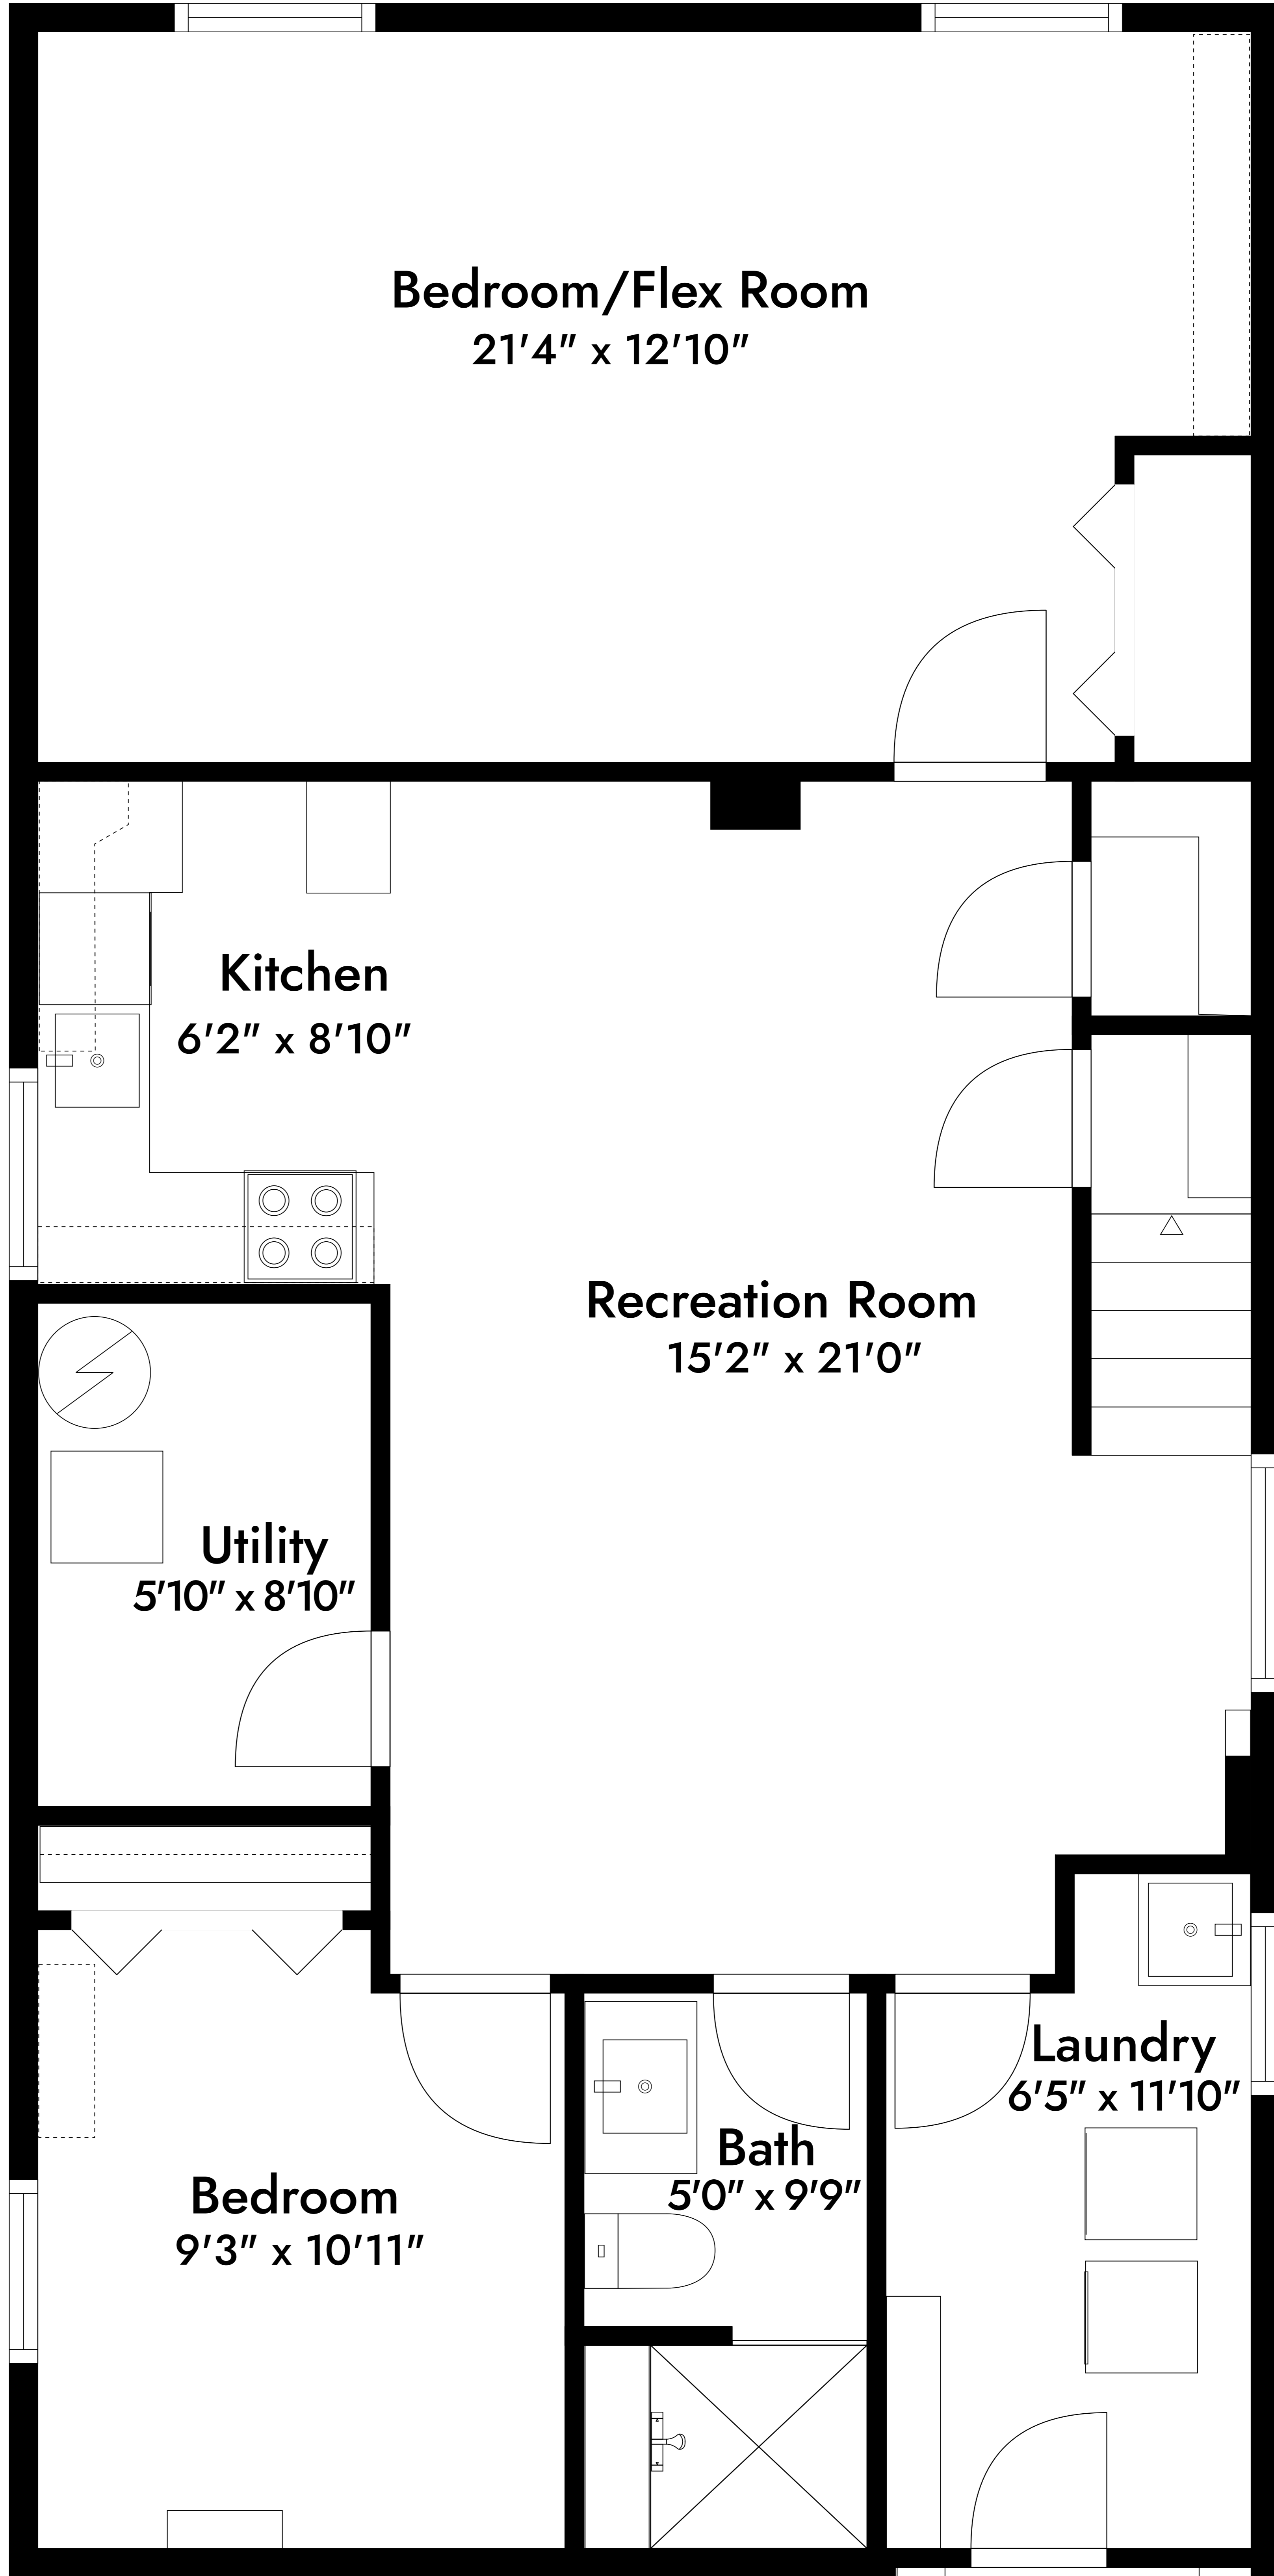 Bedroom/Flex Room
21'4" x 12'10"
Kitchen
6'2" x 8'10"
Recreation Room
15'2" x 21'0"
Utility
5'10" x 8'10"
Laundry
6'5" x 11'10"
Bath
5'0" x 9'9"
Bedroom
9'3" x 10'11"